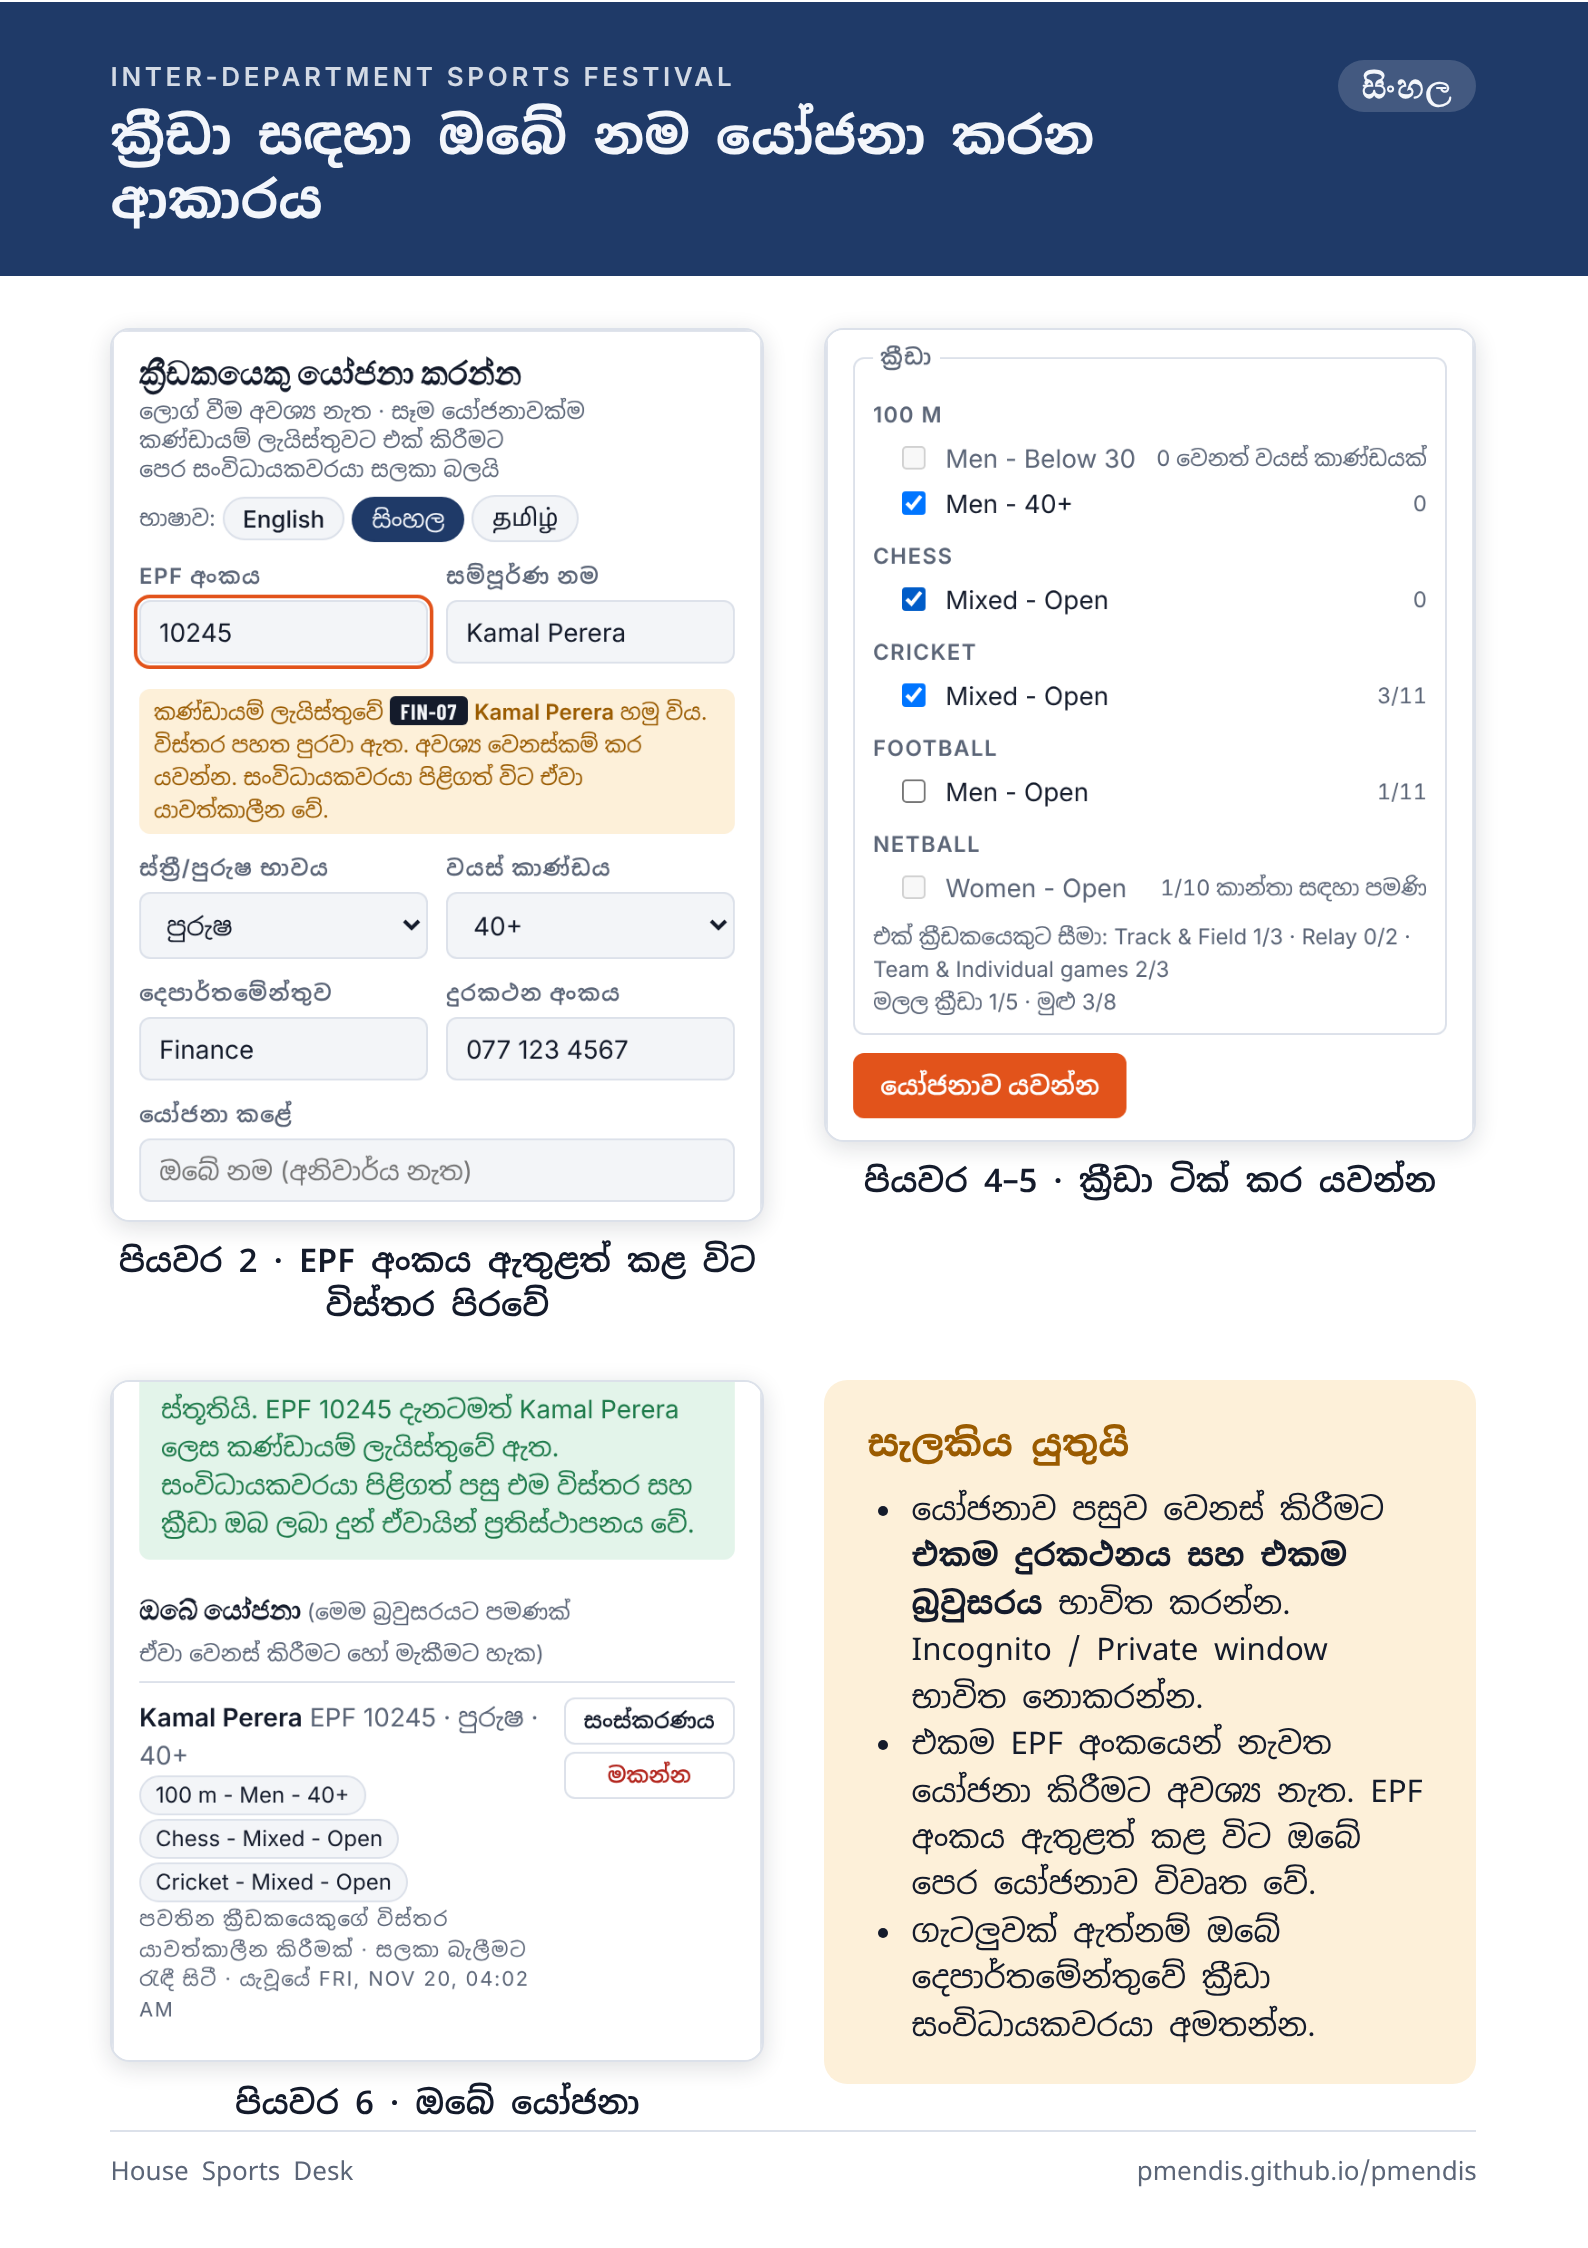 INTER-DEPARTMENT SPORTS FESTIVAL
සිංහල
ක්‍රීඩා සඳහා ඔබේ නම යෝජනා කරන
ආකාරය
ක්‍රීඩකයෙකු යෝජනා කරන්න
ලොග් වීම අවශ්‍ය නැත · සෑම යෝජනාවක්ම
කණ්ඩායම් ලැයිස්තුවට එක් කිරීමට
පෙර සංවිධායකවරයා සලකා බලයි
භාෂාව: English සිංහල தமிழ்
EPF අංකය සම්පූර්ණ නම
10245 Kamal Perera
කණ්ඩායම් ලැයිස්තුවේ FIN-07 Kamal Perera හමු විය.
විස්තර පහත පුරවා ඇත. අවශ්‍ය වෙනස්කම් කර
යවන්න. සංවිධායකවරයා පිළිගත් විට ඒවා
යාවත්කාලීන වේ.
ස්ත්‍රී/පුරුෂ භාවය වයස් කාණ්ඩය
පුරුෂ 40+
දෙපාර්තමේන්තුව දුරකථන අංකය
Finance 077 123 4567
යෝජනා කළේ
ඔබේ නම (අනිවාර්ය නැත)
පියවර 2 · EPF අංකය ඇතුළත් කළ විට
විස්තර පිරවේ
ක්‍රීඩා
100 M
Men - Below 30 0 වෙනත් වයස් කාණ්ඩයක්
Men - 40+ 0
CHESS
Mixed - Open 0
CRICKET
Mixed - Open 3/11
FOOTBALL
Men - Open 1/11
NETBALL
Women - Open 1/10 කාන්තා සඳහා පමණි
එක් ක්‍රීඩකයෙකුට සීමා: Track & Field 1/3 · Relay 0/2 ·
Team & Individual games 2/3
මලල ක්‍රීඩා 1/5 · මුළු 3/8
යෝජනාව යවන්න
පියවර 4–5 · ක්‍රීඩා ටික් කර යවන්න
ස්තූතියි. EPF 10245 දැනටමත් Kamal Perera
ලෙස කණ්ඩායම් ලැයිස්තුවේ ඇත.
සංවිධායකවරයා පිළිගත් පසු එම විස්තර සහ
ක්‍රීඩා ඔබ ලබා දුන් ඒවායින් ප්‍රතිස්ථාපනය වේ.
ඔබේ යෝජනා (මෙම බ්‍රවුසරයට පමණක්
ඒවා වෙනස් කිරීමට හෝ මැකීමට හැක)
Kamal Perera EPF 10245 · පුරුෂ ·
40+
සංස්කරණය
මකන්න
100 m - Men - 40+
Chess - Mixed - Open
Cricket - Mixed - Open
පවතින ක්‍රීඩකයෙකුගේ විස්තර
යාවත්කාලීන කිරීමක් · සලකා බැලීමට
රැඳී සිටී · යැවූයේ FRI, NOV 20, 04:02
AM
පියවර 6 · ඔබේ යෝජනා
සැලකිය යුතුයි
• යෝජනාව පසුව වෙනස් කිරීමට
එකම දුරකථනය සහ එකම
බ්‍රවුසරය භාවිත කරන්න.
Incognito / Private window
භාවිත නොකරන්න.
• එකම EPF අංකයෙන් නැවත
යෝජනා කිරීමට අවශ්‍ය නැත. EPF
අංකය ඇතුළත් කළ විට ඔබේ
පෙර යෝජනාව විවෘත වේ.
• ගැටලුවක් ඇත්නම් ඔබේ
දෙපාර්තමේන්තුවේ ක්‍රීඩා
සංවිධායකවරයා අමතන්න.
House Sports Desk
pmendis.github.io/pmendis